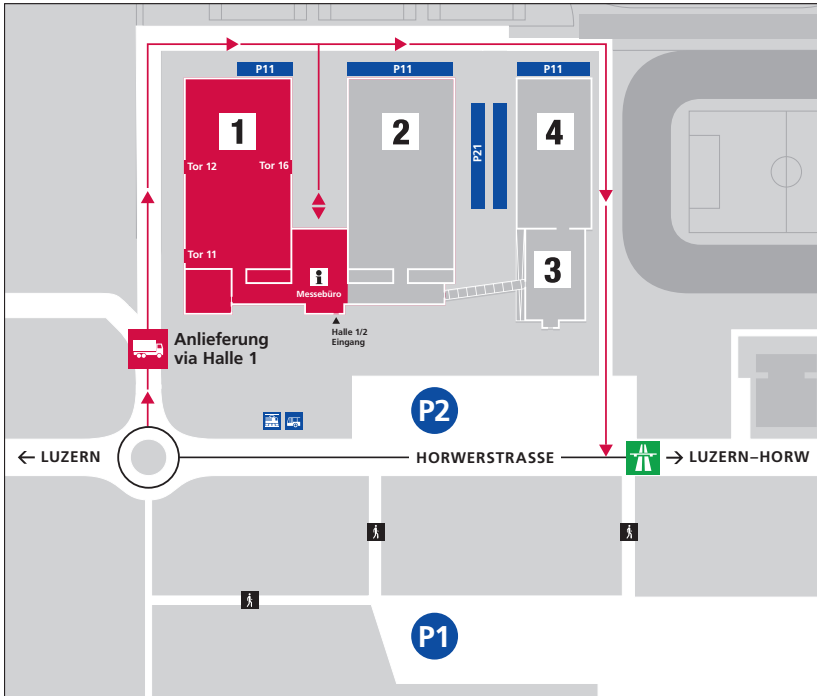 P11
P11
P11
1
2
4
P21
Tor 12
Tor 16
Tor 11
3
i
Messebüro
Halle 1/2
Eingang
Anlieferung
via Halle 1
P2
← LUZERN
HORWERSTRASSE
→ LUZERN–HORW
P1